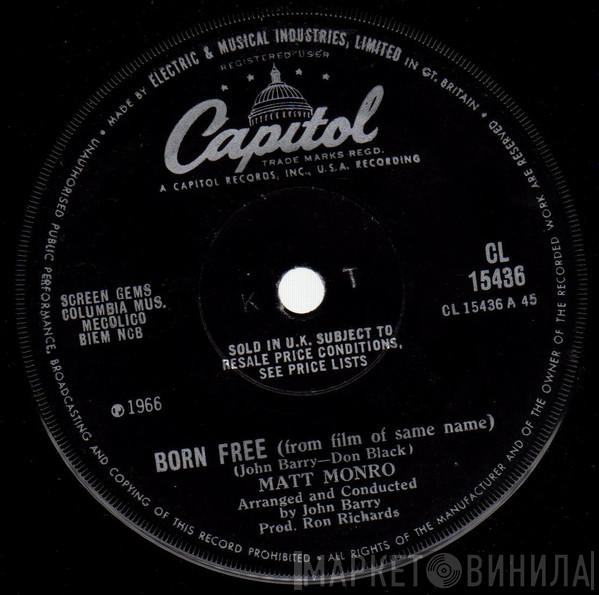 MADE BY ELECTRIC & MUSICAL INDUSTRIES, LIMITED IN GT. BRITAIN •
REGISTERED USER
Capitol
TRADE MARKS REGD.
A CAPITOL RECORDS, INC., U.S.A. RECORDING
SCREEN GEMS
COLUMBIA MUS.
MECOLICO
BIEM NCB
CL
15436
CL 15436 A 45
K T
SOLD IN U.K. SUBJECT TO
RESALE PRICE CONDITIONS,
SEE PRICE LISTS
℗ 1966
BORN FREE (from film of same name)
(John Barry—Don Black)
MATT MONRO
Arranged and Conducted
by John Barry
Prod. Ron Richards
UNAUTHORISED PUBLIC PERFORMANCE, BROADCASTING AND COPYING OF THIS RECORD PROHIBITED • ALL RIGHTS OF THE MANUFACTURER AND OF THE OWNER OF THE RECORDED WORK ARE RESERVED
МАРКЕТ ВИНИЛА